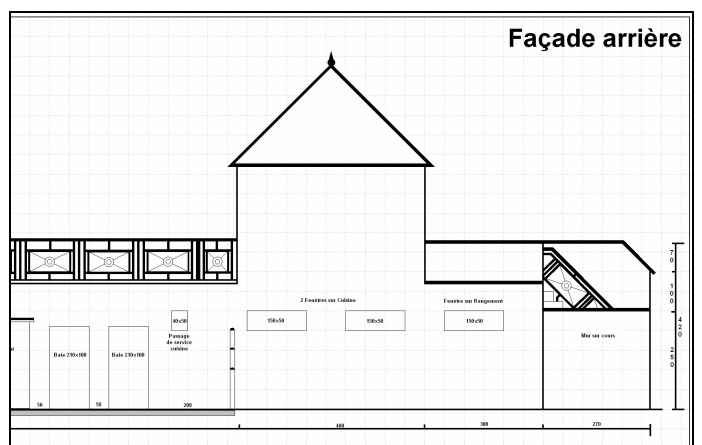 Façade arrière
2 Fenêtres sur Cuisine
Fenêtre sur Rangement
40x50
150x50
150x50
150x50
Passage
de service
cuisine
Mur sur cours
Baie 210x100
Baie 210x100
50
50
208
70
100
420
250
400
300
270